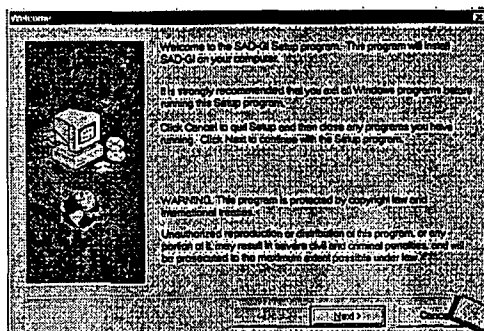 Welcome
Welcome to the SAD-GI Setup program. This program will install
SAD-GI on your computer.
It is strongly recommended that you exit all Windows programs before
running this Setup program.
Click Cancel to quit Setup and then close any programs you have
running. Click Next to continue with the Setup program.
WARNING: This program is protected by copyright law and
international treaties.
Unauthorized reproduction or distribution of this program, or any
portion of it, may result in severe civil and criminal penalties, and will
be prosecuted to the maximum extent possible under law.
Next >